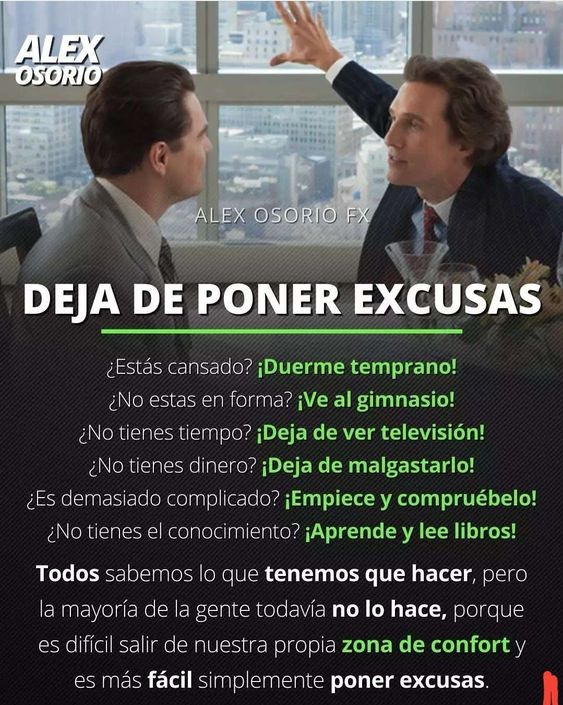 ALEX
OSORIO
ALEX OSORIO FX
DEJA DE PONER EXCUSAS
¿Estás cansado? ¡Duerme temprano!
¿No estas en forma? ¡Ve al gimnasio!
¿No tienes tiempo? ¡Deja de ver televisión!
¿No tienes dinero? ¡Deja de malgastarlo!
¿Es demasiado complicado? ¡Empiece y compruébelo!
¿No tienes el conocimiento? ¡Aprende y lee libros!
Todos sabemos lo que tenemos que hacer, pero
la mayoría de la gente todavía no lo hace, porque
es difícil salir de nuestra propia zona de confort y
es más fácil simplemente poner excusas.